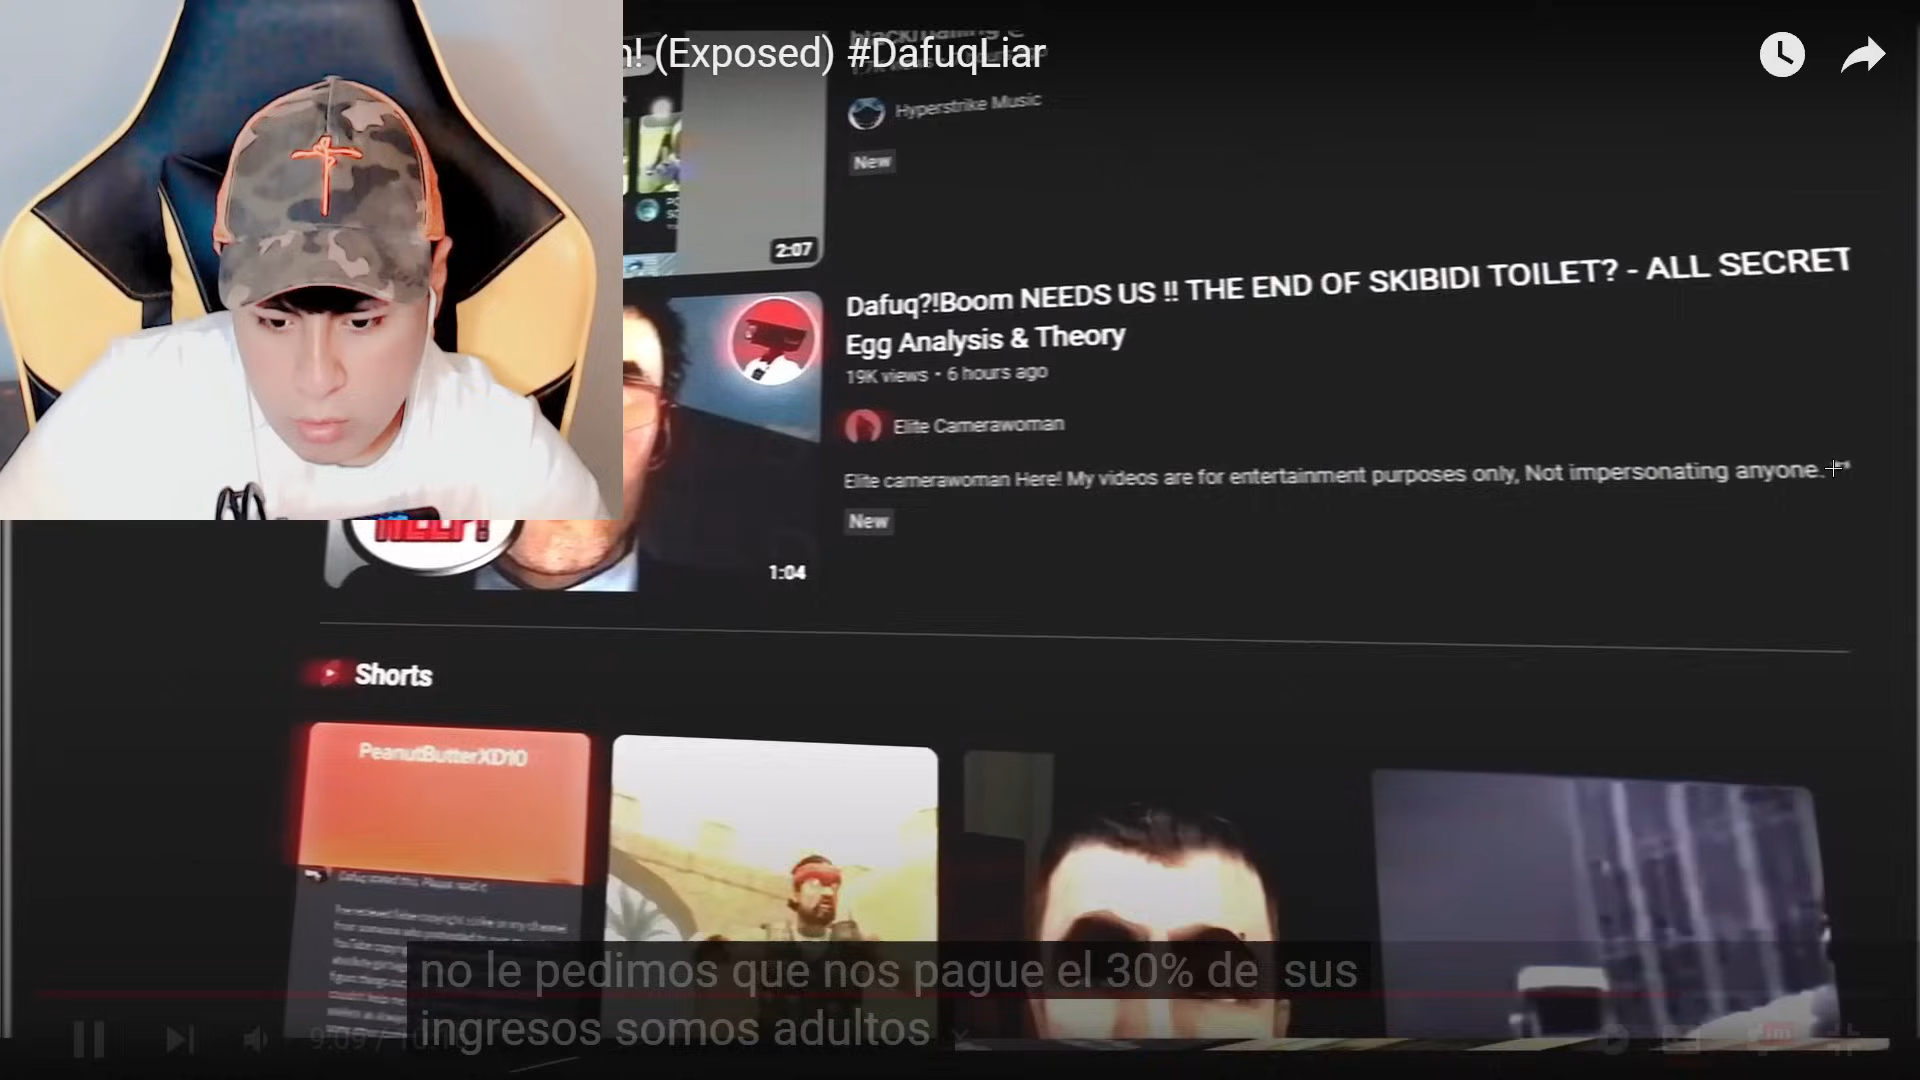 (Exposed) #DafuqLiar
Hyperstrike Music
New
2:07
Dafuq?!Boom NEEDS US !! THE END OF SKIBIDI TOILET? - ALL SECRET
Egg Analysis & Theory
19K views • 6 hours ago
Elite Camerawoman
Elite camerawoman Here! My videos are for entertainment purposes only, Not impersonating anyone.
New
1:04
Shorts
PeanutButterXD10
no le pedimos que nos pague el 30% de sus
ingresos somos adultos
9:09 /